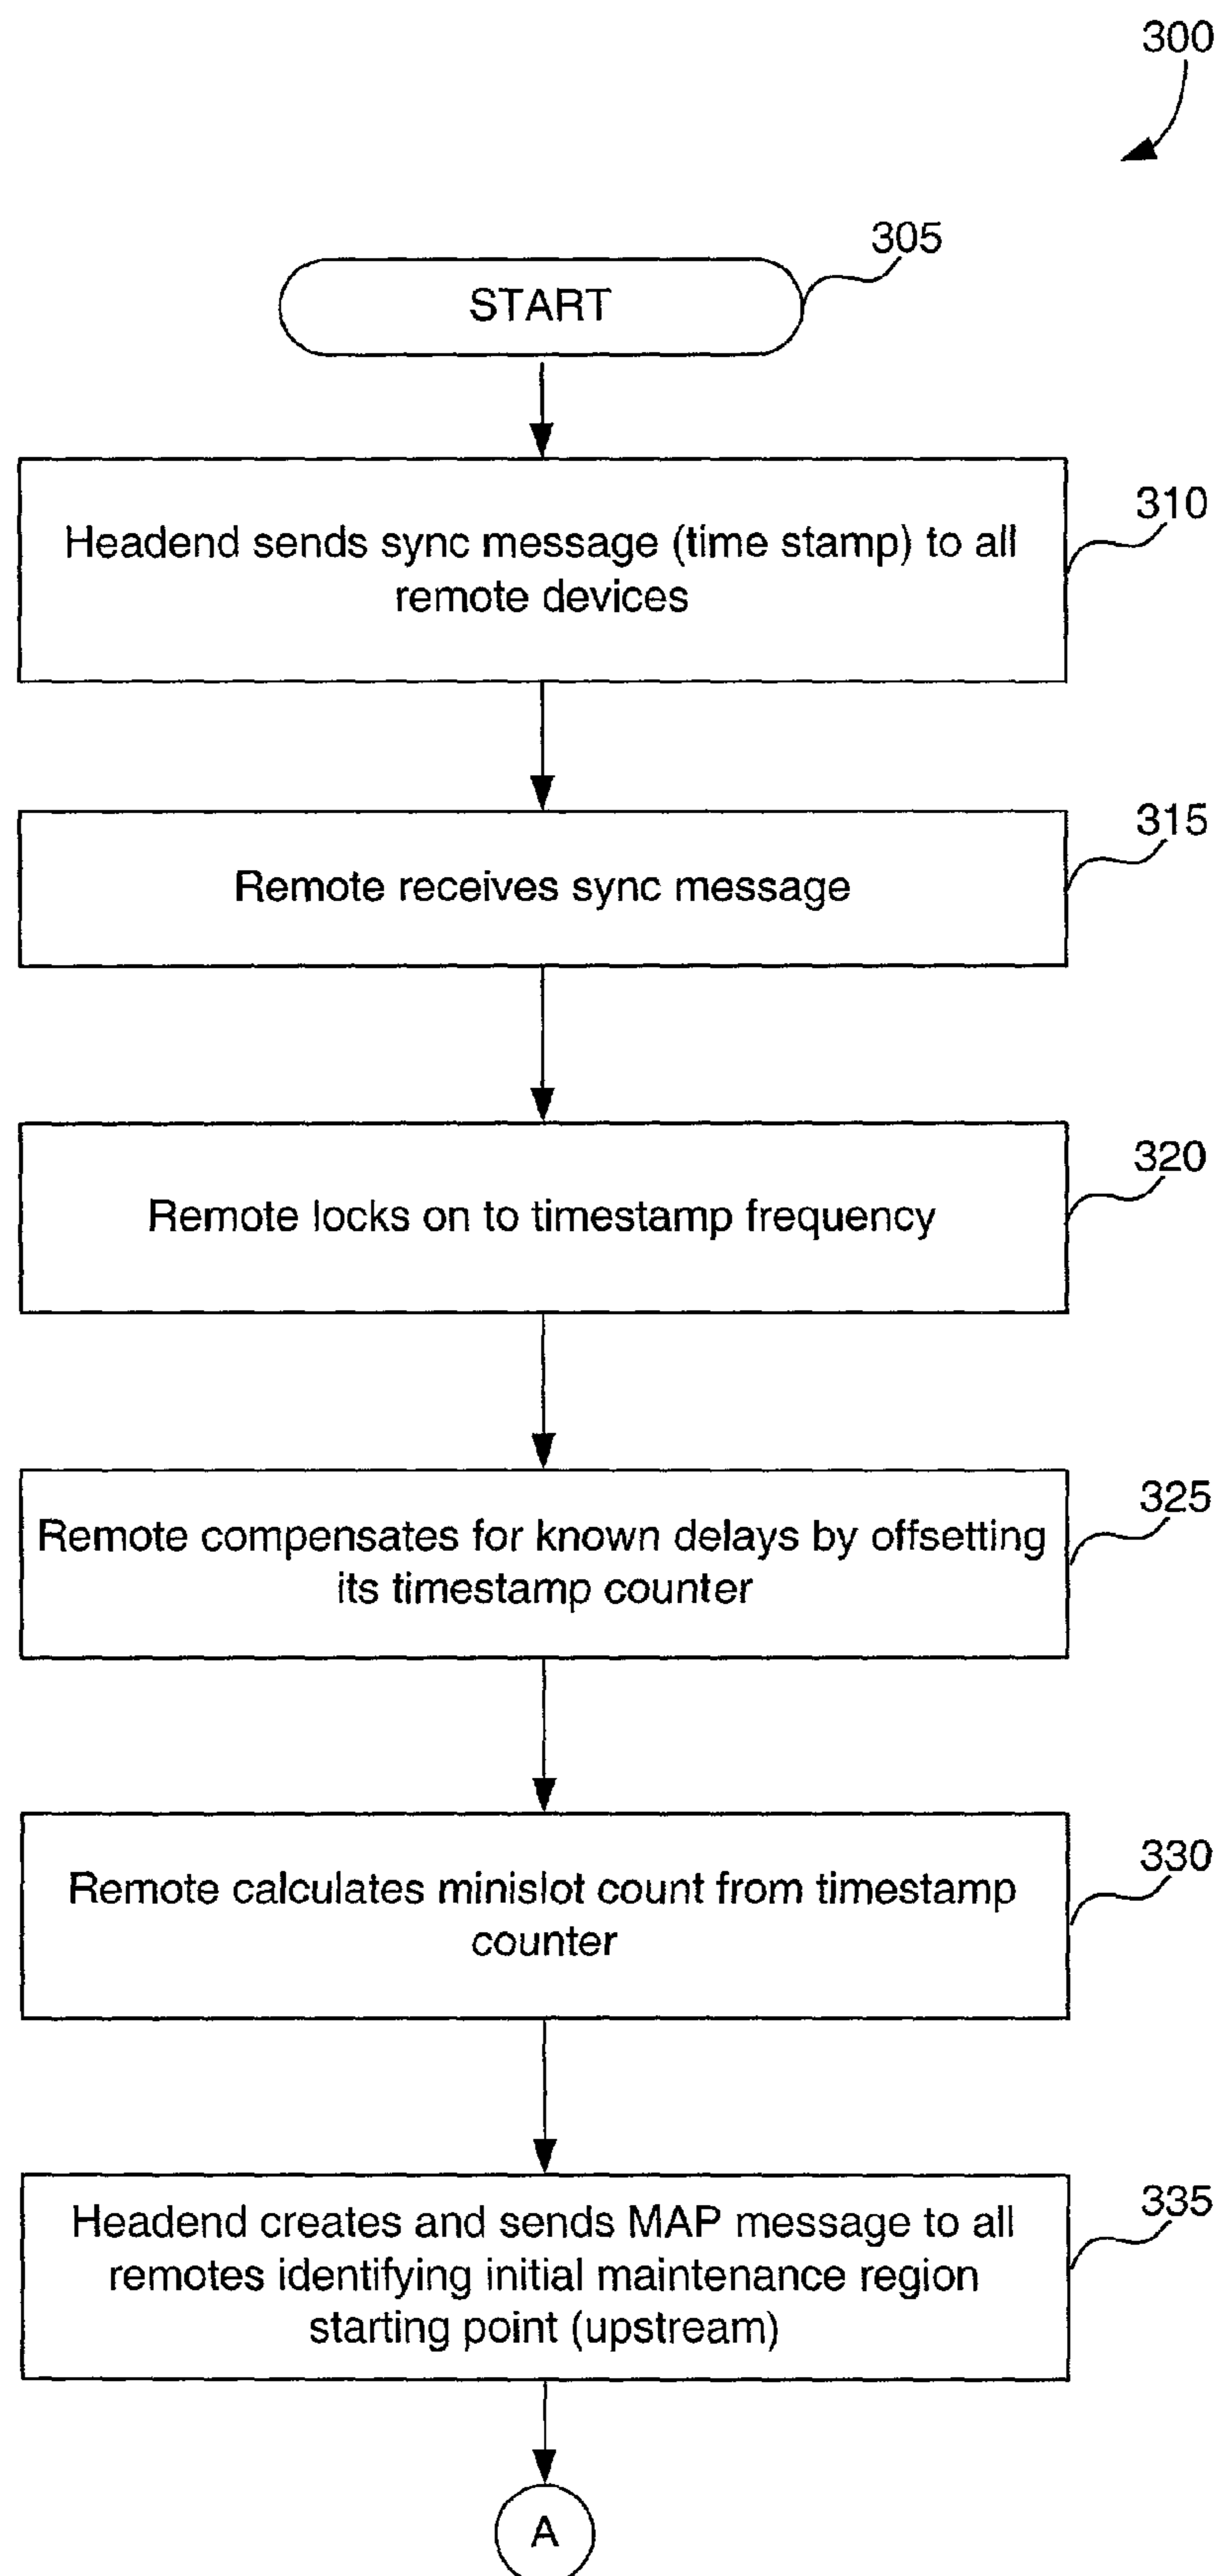 300
305
START
310
Headend sends sync message (time stamp) to all
remote devices
315
Remote receives sync message
320
Remote locks on to timestamp frequency
325
Remote compensates for known delays by offsetting
its timestamp counter
330
Remote calculates minislot count from timestamp
counter
335
Headend creates and sends MAP message to all
remotes identifying initial maintenance region
starting point (upstream)
A